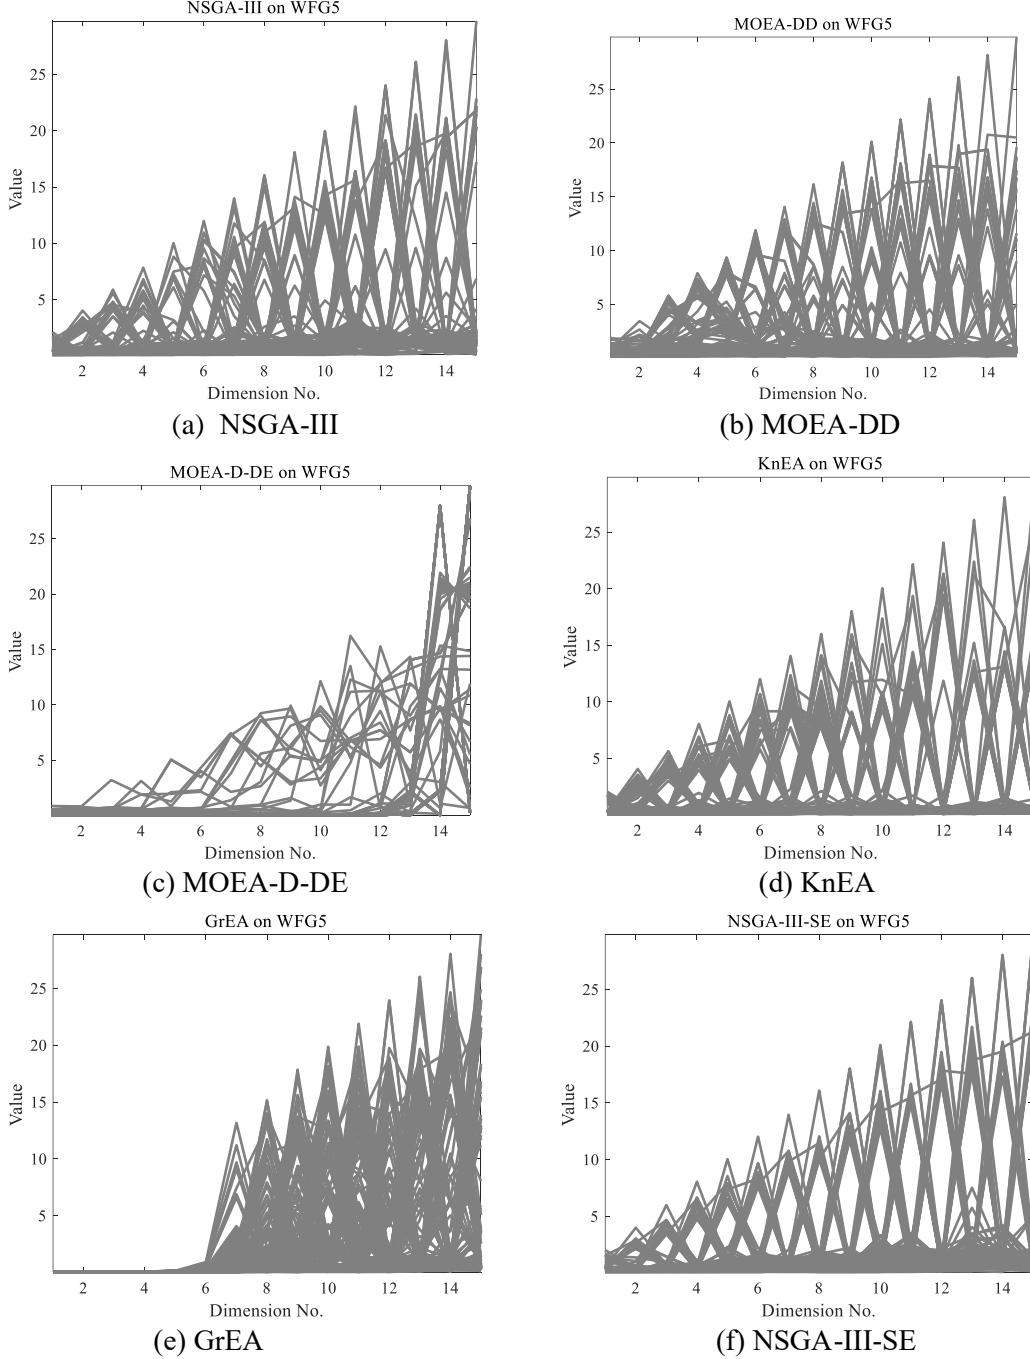 NSGA-III on WFG5
25
20
15
10
5
Value
2 4 6 8 10 12 14
Dimension No.
(a) NSGA-III
MOEA-DD on WFG5
25
20
15
10
5
Value
2 4 6 8 10 12 14
Dimension No.
(b) MOEA-DD
MOEA-D-DE on WFG5
25
20
15
10
5
Value
2 4 6 8 10 12 14
Dimension No.
(c) MOEA-D-DE
KnEA on WFG5
25
20
15
10
5
Value
2 4 6 8 10 12 14
Dimension No.
(d) KnEA
GrEA on WFG5
25
20
15
10
5
Value
2 4 6 8 10 12 14
Dimension No.
(e) GrEA
NSGA-III-SE on WFG5
25
20
15
10
5
Value
2 4 6 8 10 12 14
Dimension No.
(f) NSGA-III-SE